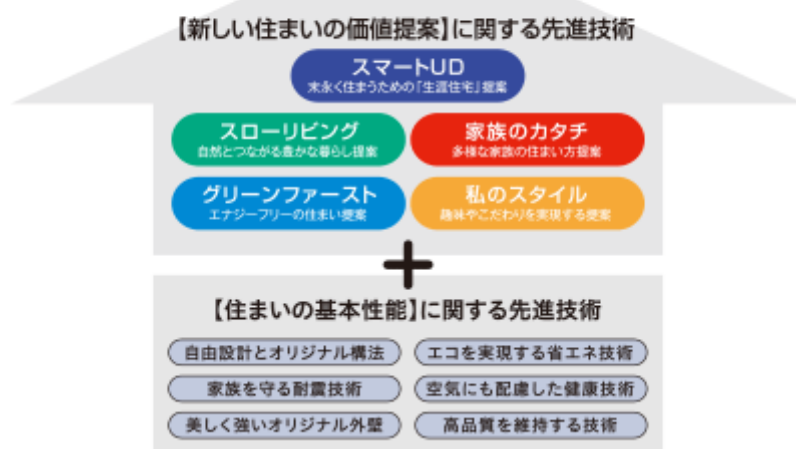 【新しい住まいの価値提案】に関する先進技術
スマートUD
末永く住まうための「生涯住宅」提案
スローリビング
自然とつながる豊かな暮らし提案
家族のカタチ
多様な家族の住まい方提案
グリーンファースト
エナジーフリーの住まい提案
私のスタイル
趣味やこだわりを実現する提案
+
【住まいの基本性能】に関する先進技術
自由設計とオリジナル構法
エコを実現する省エネ技術
家族を守る耐震技術
空気にも配慮した健康技術
美しく強いオリジナル外壁
高品質を維持する技術